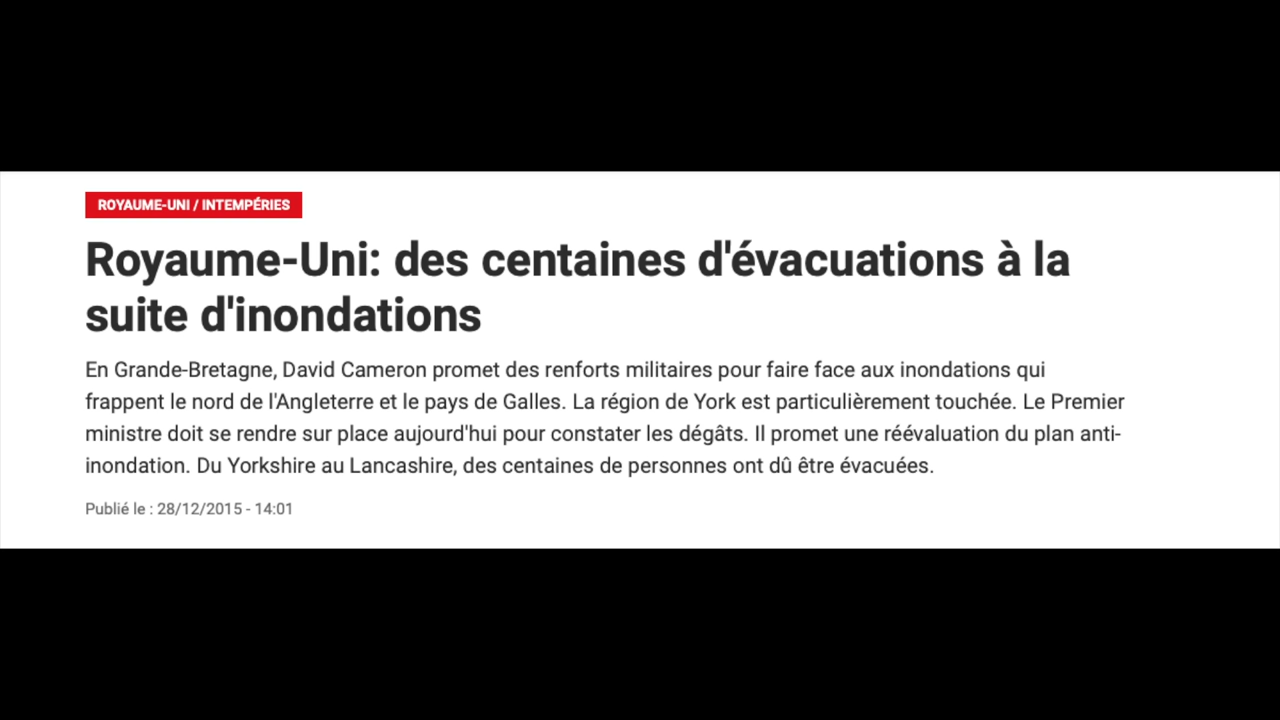 ROYAUME-UNI / INTEMPÉRIES
Royaume-Uni: des centaines d'évacuations à la
suite d'inondations
En Grande-Bretagne, David Cameron promet des renforts militaires pour faire face aux inondations qui
frappent le nord de l'Angleterre et le pays de Galles. La région de York est particulièrement touchée. Le Premier
ministre doit se rendre sur place aujourd'hui pour constater les dégâts. Il promet une réévaluation du plan anti-
inondation. Du Yorkshire au Lancashire, des centaines de personnes ont dû être évacuées.
Publié le : 28/12/2015 - 14:01